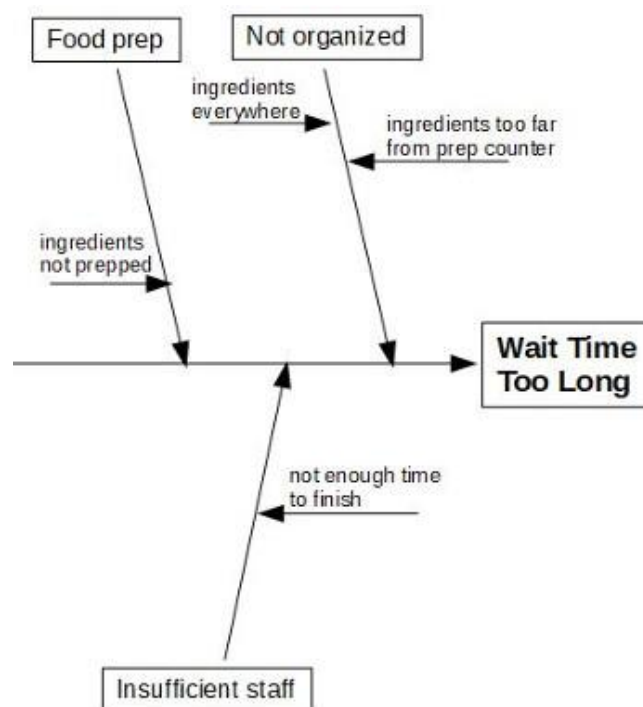 Food prep
Not organized
ingredients
everywhere
ingredients too far
from prep counter
ingredients
not prepped
Wait Time
Too Long
not enough time
to finish
Insufficient staff